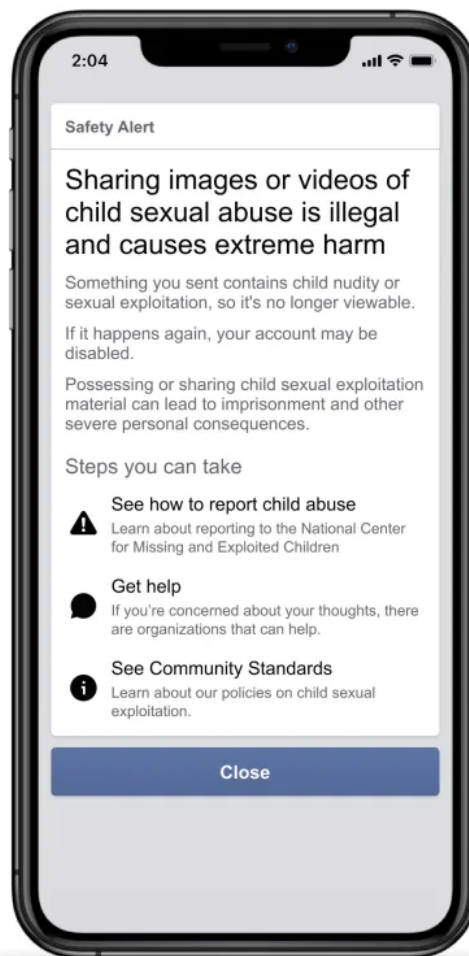 2:04
Safety Alert
Sharing images or videos of
child sexual abuse is illegal
and causes extreme harm
Something you sent contains child nudity or
sexual exploitation, so it's no longer viewable.
If it happens again, your account may be
disabled.
Possessing or sharing child sexual exploitation
material can lead to imprisonment and other
severe personal consequences.
Steps you can take
See how to report child abuse
Learn about reporting to the National Center
for Missing and Exploited Children
Get help
If you're concerned about your thoughts, there
are organizations that can help.
See Community Standards
Learn about our policies on child sexual
exploitation.
Close